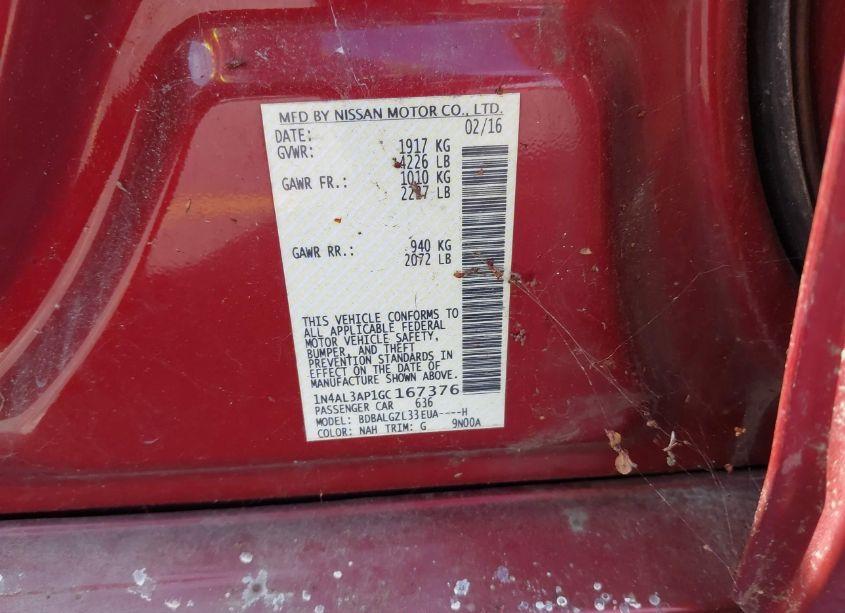 MFD BY NISSAN MOTOR CO., LTD.
DATE: 02/16
GVWR: 1917 KG
4226 LB
GAWR FR.: 1010 KG
2227 LB
GAWR RR.: 940 KG
2072 LB
THIS VEHICLE CONFORMS TO
ALL APPLICABLE FEDERAL
MOTOR VEHICLE SAFETY,
BUMPER, AND THEFT
PREVENTION STANDARDS IN
EFFECT ON THE DATE OF
MANUFACTURE SHOWN ABOVE.
1N4AL3AP1GC167376
PASSENGER CAR 636
MODEL: BDBALGZL33EUA----H
COLOR: NAH TRIM: G 9N00A